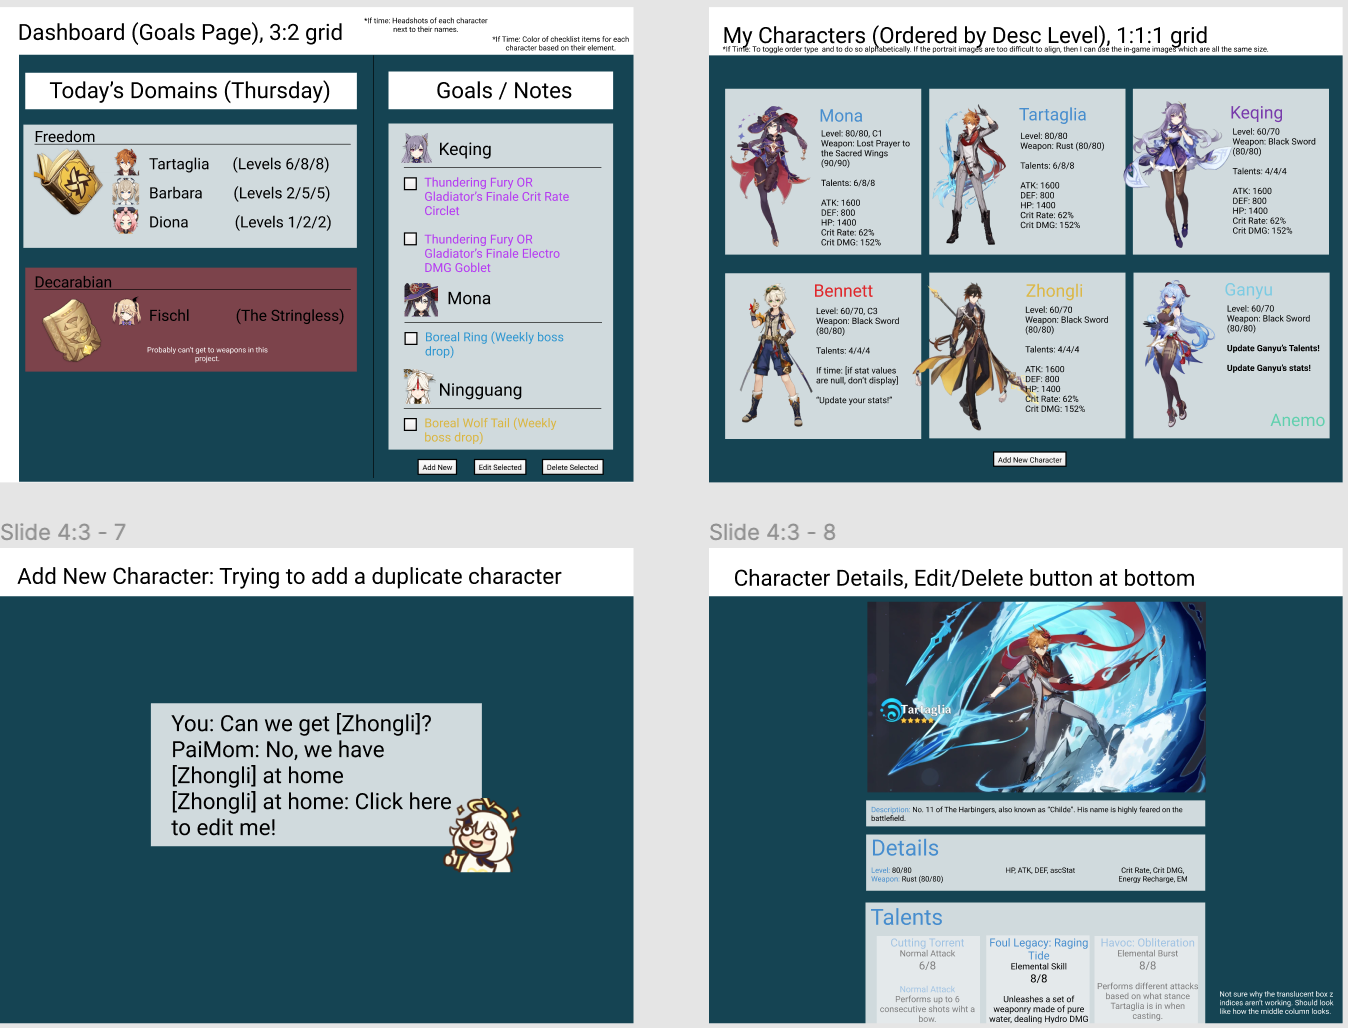 Dashboard (Goals Page), 3:2 grid
*If time: Headshots of each character
next to their names.
*If Time: Color of checklist items for each
character based on their element.
Today's Domains (Thursday)
Freedom
Tartaglia (Levels 6/8/8)
Barbara (Levels 2/5/5)
Diona (Levels 1/2/2)
Decarabian
Fischl (The Stringless)
Probably can't get to weapons in this
project.
Goals / Notes
Keqing
Thundering Fury OR
Gladiator's Finale Crit Rate
Circlet
Thundering Fury OR
Gladiator's Finale Electro
DMG Goblet
Mona
Boreal Ring (Weekly boss
drop)
Ningguang
Boreal Wolf Tail (Weekly
boss drop)
Add New
Edit Selected
Delete Selected
My Characters (Ordered by Desc Level), 1:1:1 grid
*If Time: To toggle order type and to do so alphabetically. If the portrait images are too difficult to align, then I can use the in-game images which are all the same size.
Mona
Level: 80/80, C1
Weapon: Lost Prayer to
the Sacred Wings
(90/90)
Talents: 6/8/8
ATK: 1600
DEF: 800
HP: 1400
Crit Rate: 62%
Crit DMG: 152%
Tartaglia
Level: 80/80
Weapon: Rust (80/80)
Talents: 6/8/8
ATK: 1600
DEF: 800
HP: 1400
Crit Rate: 62%
Crit DMG: 152%
Keqing
Level: 60/70
Weapon: Black Sword
(80/80)
Talents: 4/4/4
ATK: 1600
DEF: 800
HP: 1400
Crit Rate: 62%
Crit DMG: 152%
Bennett
Level: 60/70, C3
Weapon: Black Sword
(80/80)
Talents: 4/4/4
If time: [if stat values
are null, don't display]
"Update your stats!"
Zhongli
Level: 60/70
Weapon: Black Sword
(80/80)
Talents: 4/4/4
ATK: 1600
DEF: 800
HP: 1400
Crit Rate: 62%
Crit DMG: 152%
Ganyu
Level: 60/70
Weapon: Black Sword
(80/80)
Update Ganyu's Talents!
Update Ganyu's stats!
Anemo
Add New Character
Slide 4:3 - 7
Add New Character: Trying to add a duplicate character
You: Can we get [Zhongli]?
PaiMom: No, we have
[Zhongli] at home
[Zhongli] at home: Click here
to edit me!
Slide 4:3 - 8
Character Details, Edit/Delete button at bottom
Tartaglia
Description: No. 11 of The Harbingers, also known as "Childe". His name is highly feared on the
battlefield.
Details
Level: 80/80
Weapon: Rust (80/80)
HP, ATK, DEF, ascStat
Crit Rate, Crit DMG,
Energy Recharge, EM
Talents
Cutting Torrent
Normal Attack
6/8
Normal Attack
Performs up to 6
consecutive shots wiht a
bow.
Foul Legacy: Raging
Tide
Elemental Skill
8/8
Unleashes a set of
weaponry made of pure
water, dealing Hydro DMG
Havoc: Obliteration
Elemental Burst
8/8
Performs different attacks
based on what stance
Tartaglia is in when
casting.
Not sure why the translucent box z
indices aren't working. Should look
like how the middle column looks.